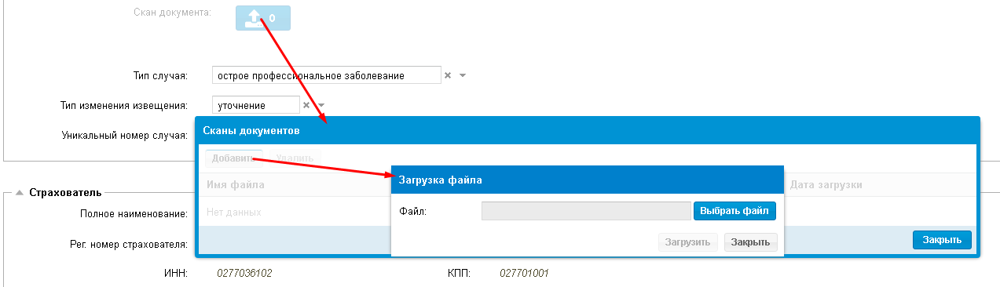 Скан документа: 0
Тип случая: острое профессиональное заболевание
Тип изменения извещения: уточнение
Уникальный номер случая:
Сканы документов
Добавить Удалить
Имя файла Дата загрузки
Нет данных
Загрузка файла
Файл: Выбрать файл
Загрузить Закрыть
Закрыть
Страхователь
Полное наименование:
Рег. номер страхователя:
ИНН: 0277036102 КПП: 027701001